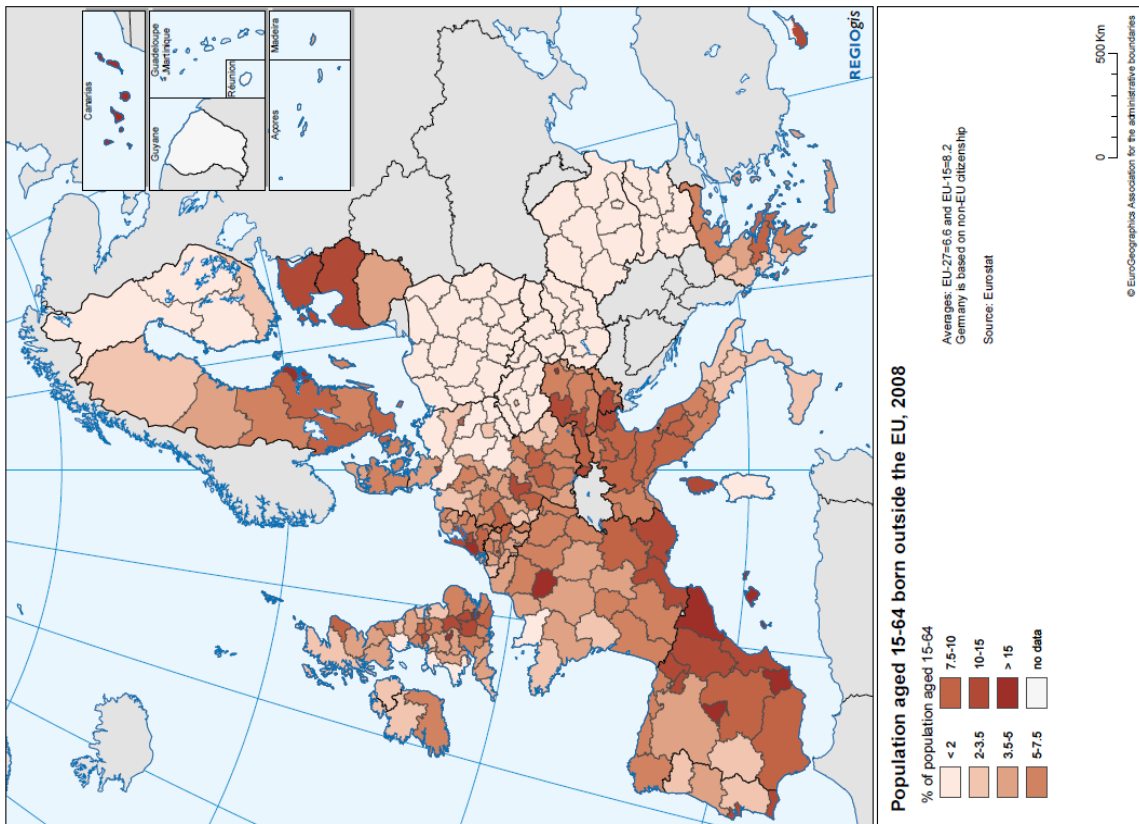 Canarias
Guyane
Guadeloupe
Martinique
Réunion
Açores
Madeira
REGIOgis
Population aged 15-64 born outside the EU, 2008
% of population aged 15-64
< 2
2-3.5
3.5-5
5-7.5
7.5-10
10-15
> 15
no data
Averages: EU-27=6.6 and EU-15=8.2
Germany is based on non-EU citizenship
Source: Eurostat
0 500 Km
© EuroGeographics Association for the administrative boundaries